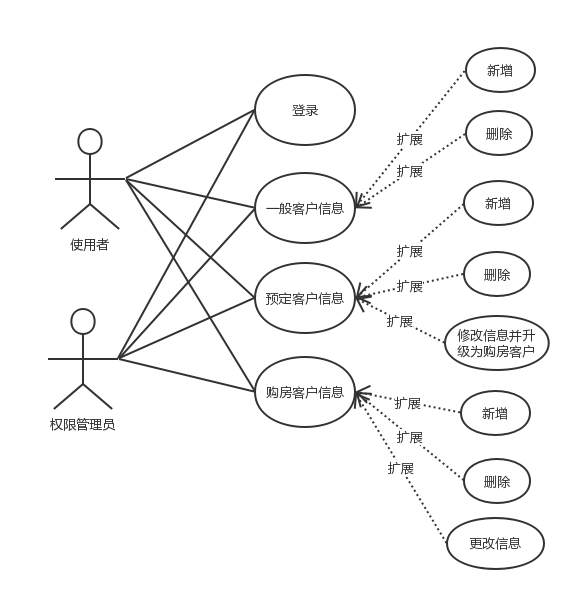 新增
登录
扩展
删除
使用者
扩展
一般客户信息
新增
扩展
删除
扩展
预定客户信息
扩展
修改信息并升
级为购房客户
权限管理员
购房客户信息
扩展
新增
扩展
扩展
删除
更改信息